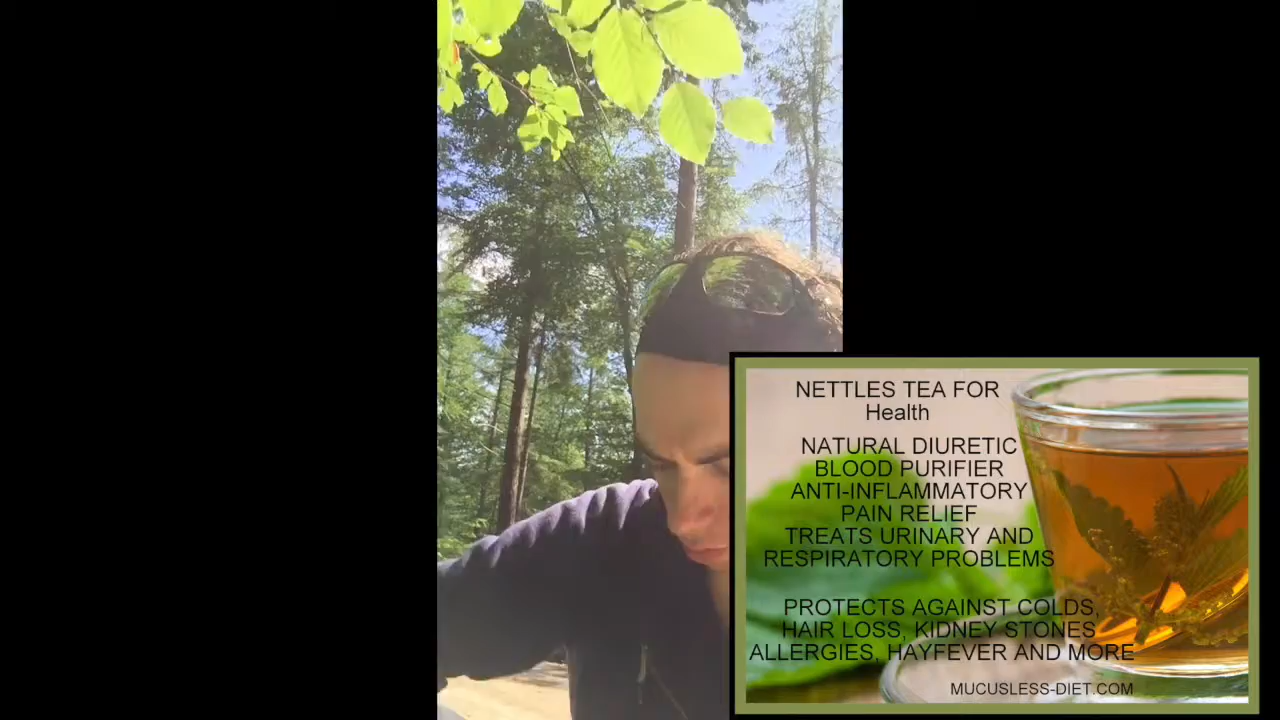 NETTLES TEA FOR
Health
NATURAL DIURETIC
BLOOD PURIFIER
ANTI-INFLAMMATORY
PAIN RELIEF
TREATS URINARY AND
RESPIRATORY PROBLEMS
PROTECTS AGAINST COLDS,
HAIR LOSS, KIDNEY STONES
ALLERGIES, HAYFEVER AND MORE
MUCUSLESS-DIET.COM